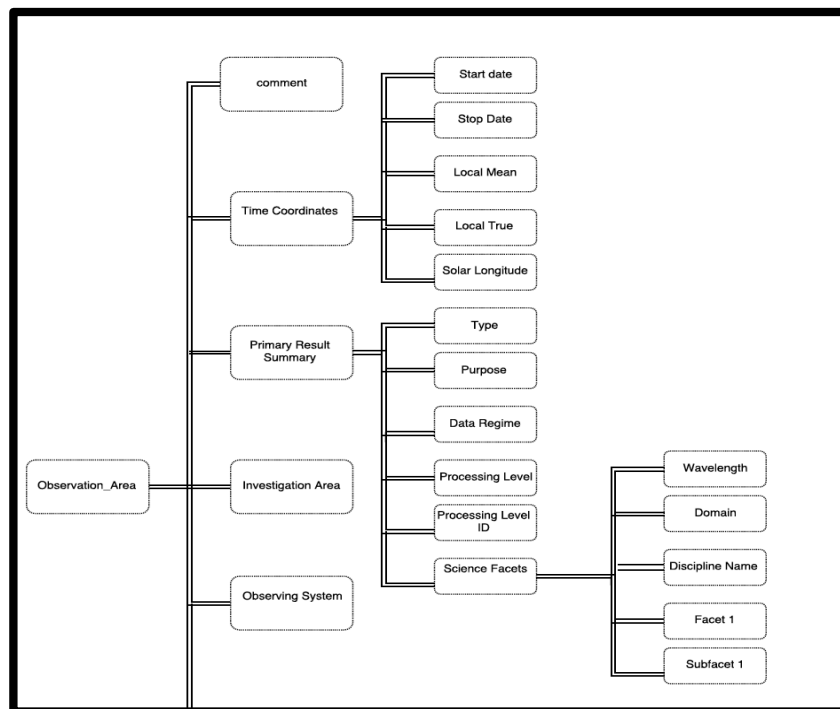 comment
Start date
Stop Date
Local Mean
Time Coordinates
Local True
Solar Longitude
Type
Primary Result
Summary
Purpose
Data Regime
Wavelength
Observation_Area
Investigation Area
Processing Level
Processing Level
ID
Domain
Science Facets
Discipline Name
Observing System
Facet 1
Subfacet 1